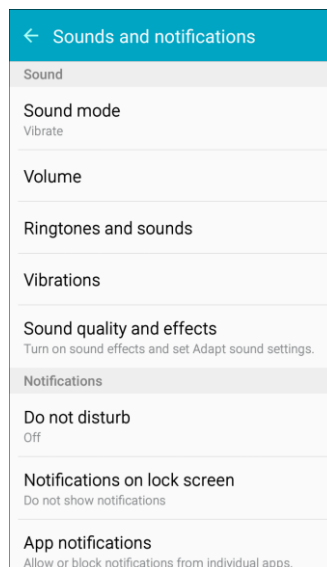 ← Sounds and notifications
Sound
Sound mode
Vibrate
Volume
Ringtones and sounds
Vibrations
Sound quality and effects
Turn on sound effects and set Adapt sound settings.
Notifications
Do not disturb
Off
Notifications on lock screen
Do not show notifications
App notifications
Allow or block notifications from individual apps.